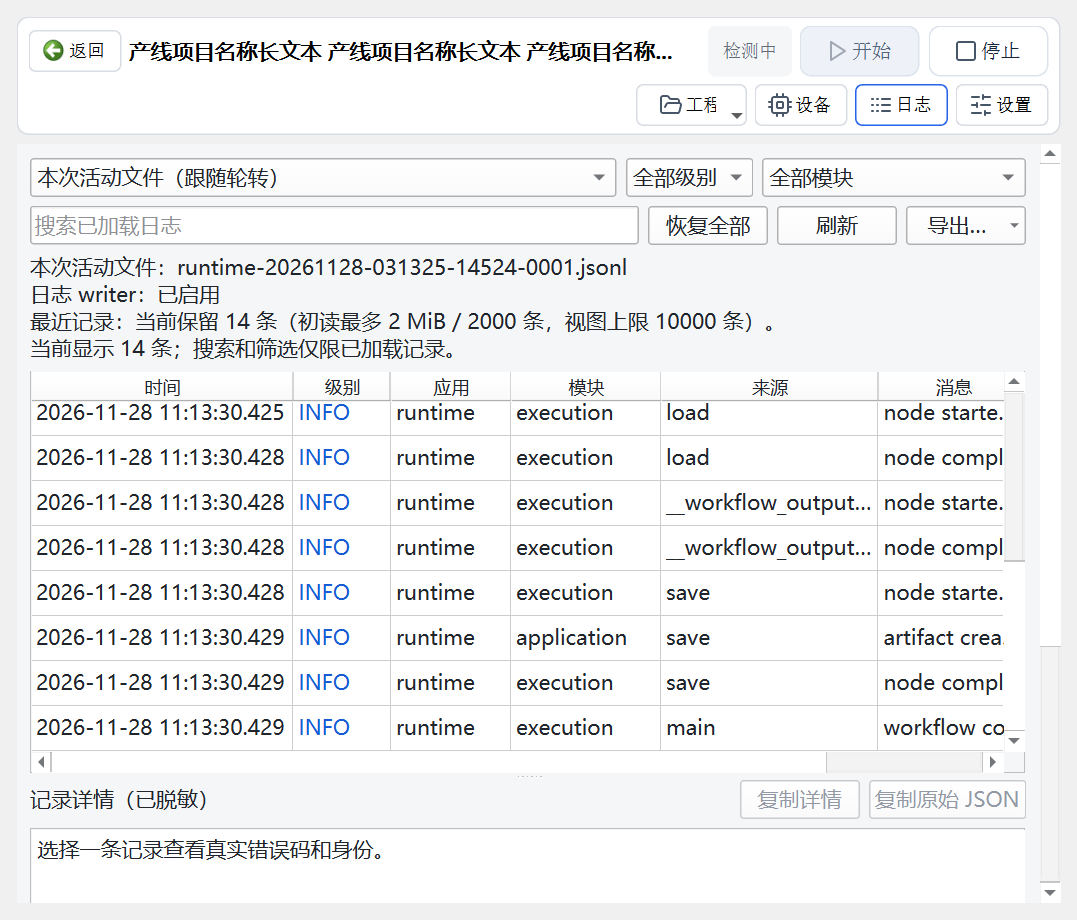 返回 产线项目名称长文本 产线项目名称长文本 产线项目名称... 检测中 开始 停止
工程 设备 日志 设置
本次活动文件（跟随轮转） 全部级别 全部模块
搜索已加载日志 恢复全部 刷新 导出...
本次活动文件：runtime-20261128-031325-14524-0001.jsonl
日志 writer：已启用
最近记录：当前保留 14 条（初读最多 2 MiB / 2000 条，视图上限 10000 条）。
当前显示 14 条；搜索和筛选仅限已加载记录。
时间 级别 应用 模块 来源 消息
2026-11-28 11:13:30.425 INFO runtime execution load node starte.
2026-11-28 11:13:30.428 INFO runtime execution load node compl
2026-11-28 11:13:30.428 INFO runtime execution __workflow_output... node starte.
2026-11-28 11:13:30.428 INFO runtime execution __workflow_output... node compl
2026-11-28 11:13:30.428 INFO runtime execution save node starte.
2026-11-28 11:13:30.429 INFO runtime application save artifact crea.
2026-11-28 11:13:30.429 INFO runtime execution save node compl
2026-11-28 11:13:30.429 INFO runtime execution main workflow co
记录详情（已脱敏） 复制详情 复制原始 JSON
选择一条记录查看真实错误码和身份。